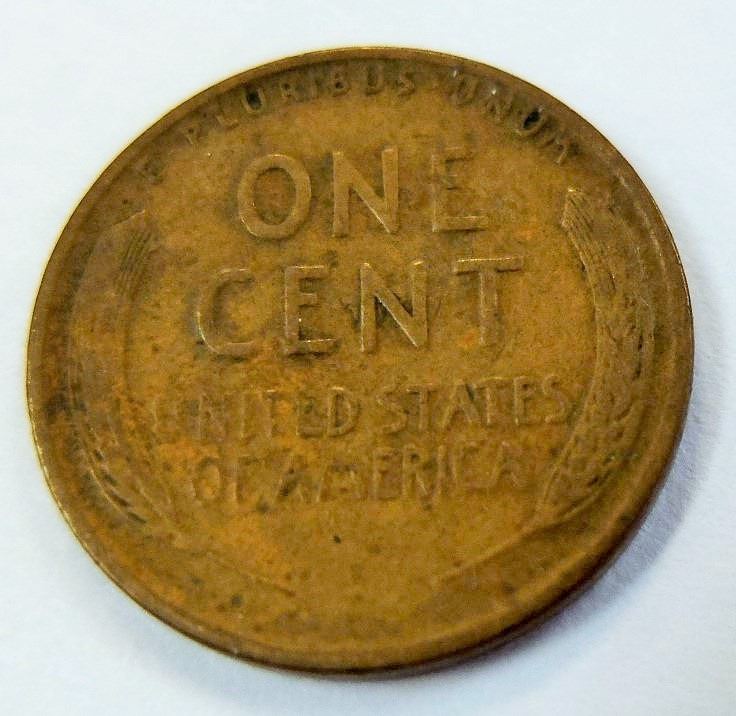 E PLURIBUS UNUM
ONE
CENT
UNITED STATES
OF AMERICA